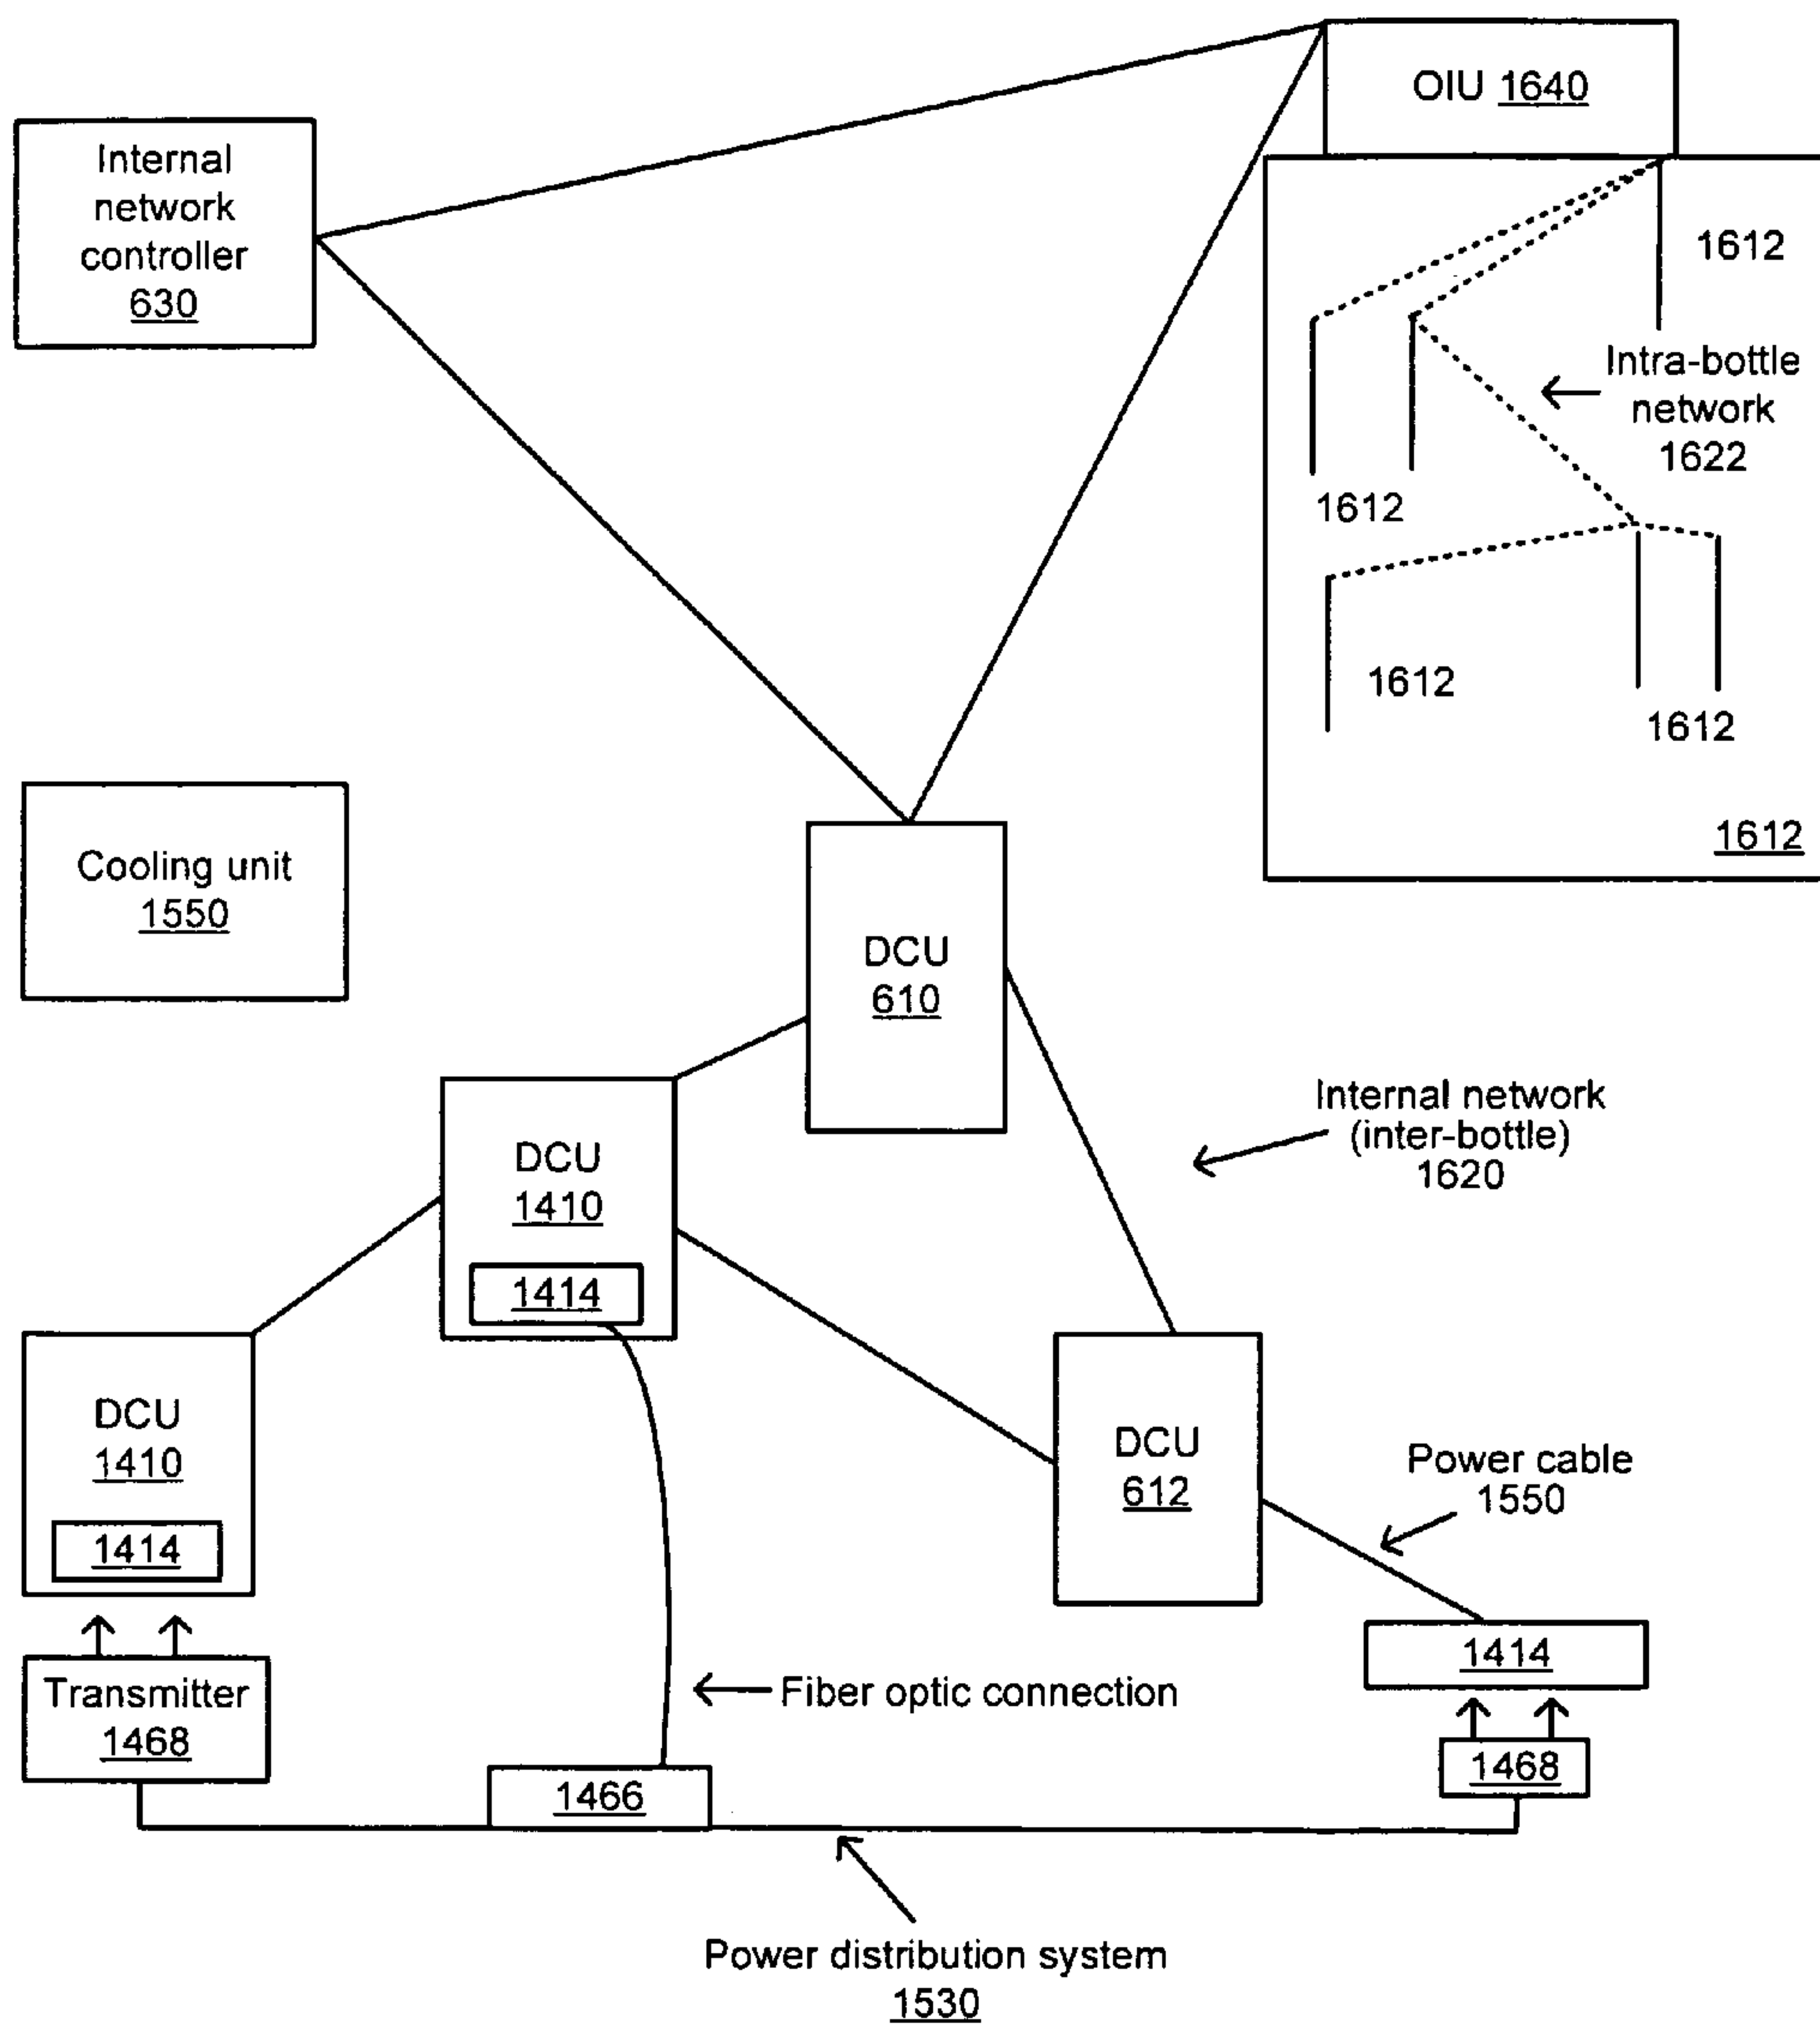 OIU 1640
Internal
network
controller
630
1612
Intra-bottle
network
1622
1612
1612
1612
1612
Cooling unit
1550
DCU
610
Internal network
(inter-bottle)
1620
DCU
1410
1414
DCU
1410
1414
DCU
612
Power cable
1550
1414
Transmitter
1468
Fiber optic connection
1468
1466
Power distribution system
1530